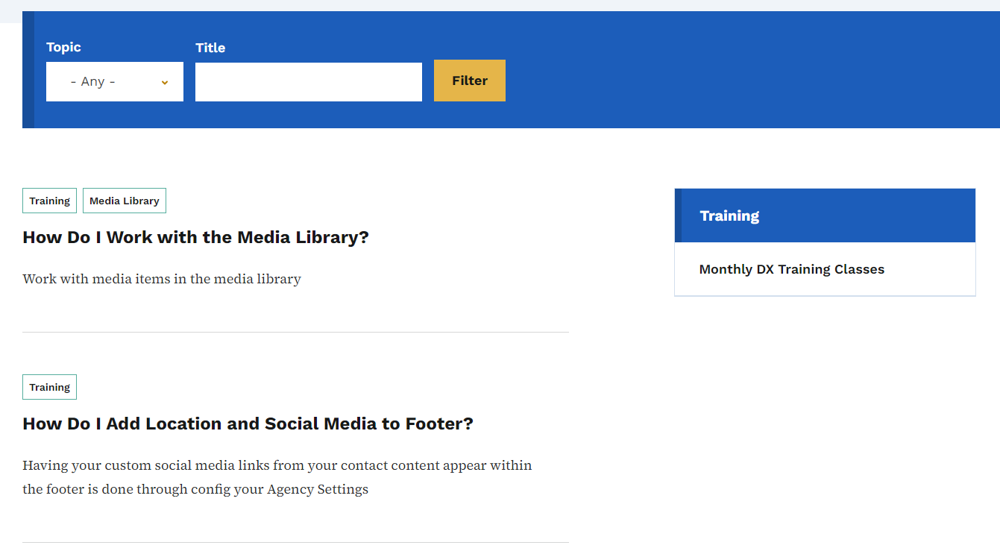 Topic
Title
- Any -
Filter
Training
Media Library
How Do I Work with the Media Library?
Work with media items in the media library
Training
How Do I Add Location and Social Media to Footer?
Having your custom social media links from your contact content appear within
the footer is done through config your Agency Settings
Training
Monthly DX Training Classes